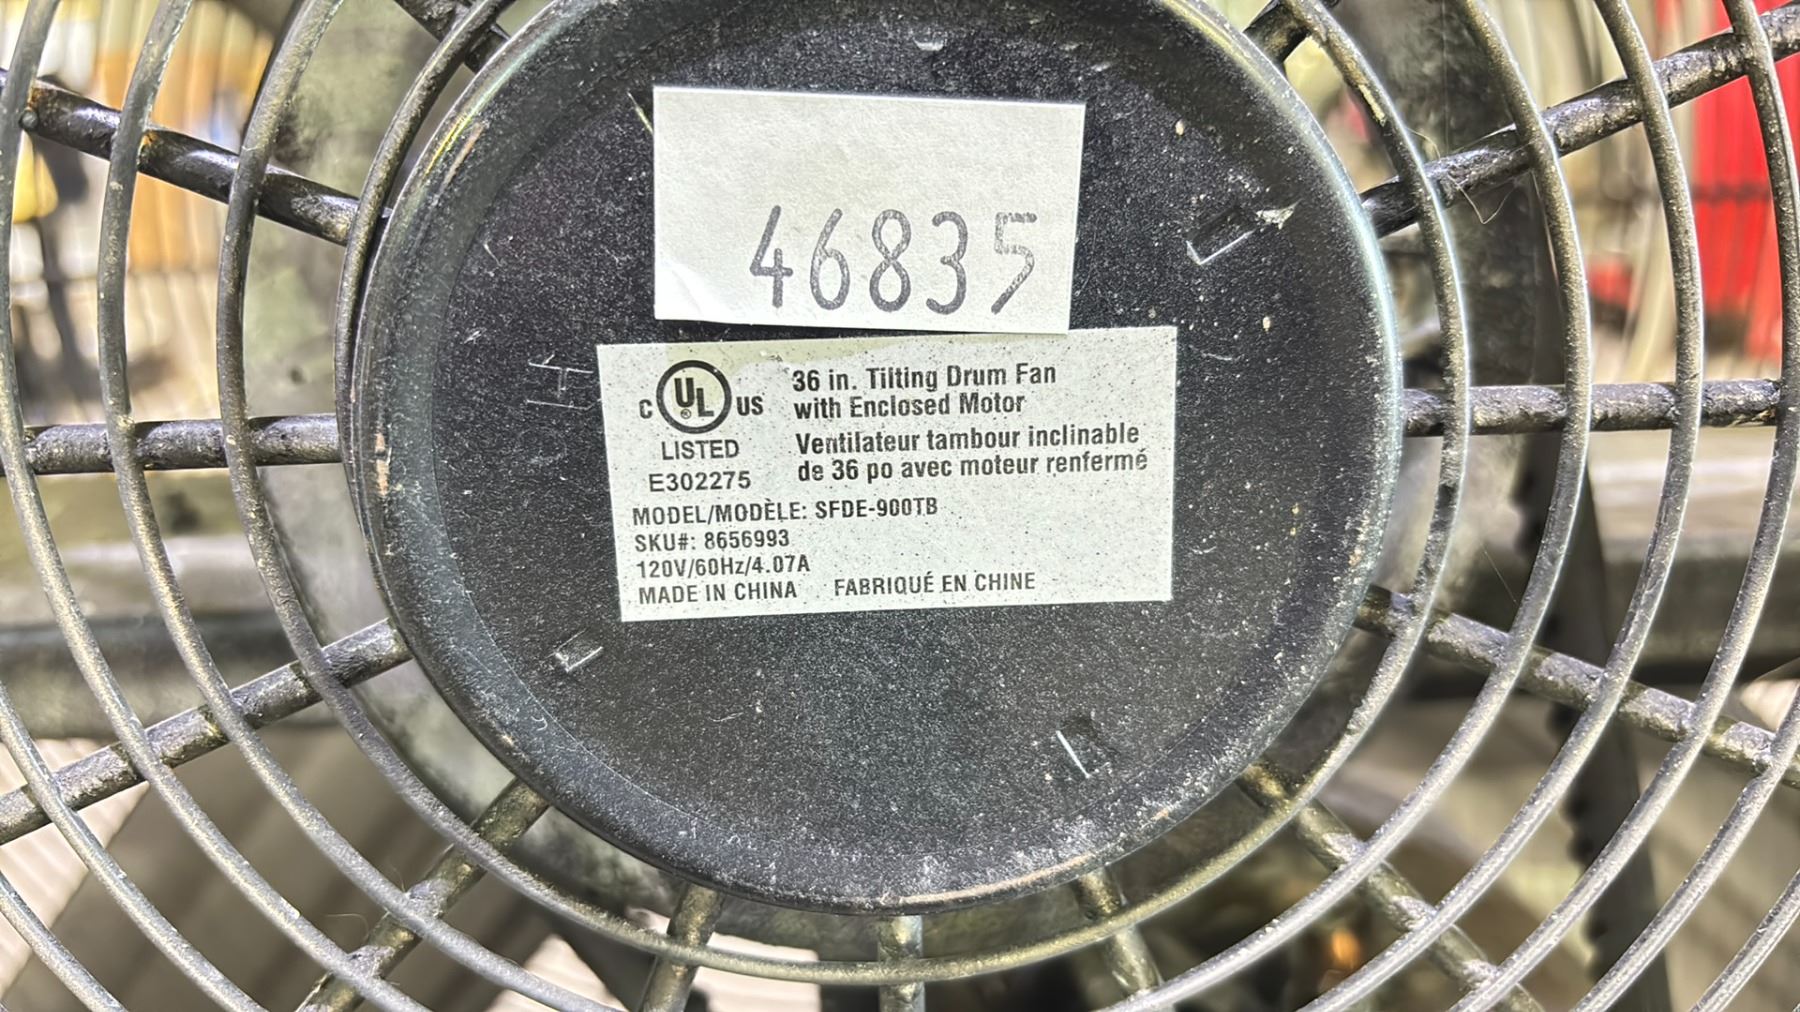 46835
C UL ® US
LISTED
E302275
36 in. Tilting Drum Fan
with Enclosed Motor
Ventilateur tambour inclinable
de 36 po avec moteur renfermé
MODEL/MODÈLE: SFDE-900TB
SKU#: 8656993
120V/60Hz/4.07A
MADE IN CHINA FABRIQUÉ EN CHINE